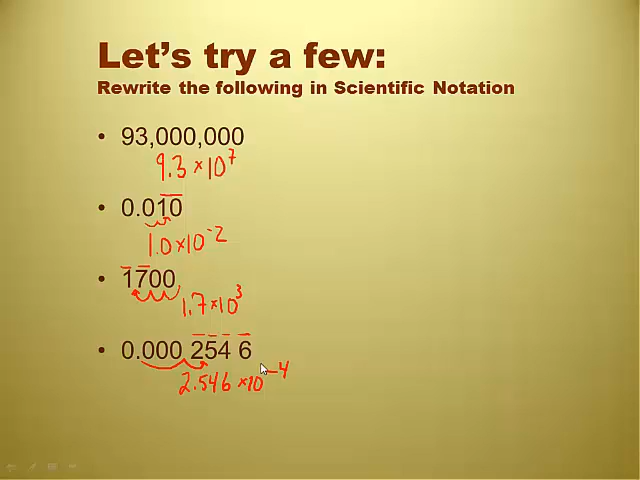 Let's try a few:
Rewrite the following in Scientific Notation
• 93,000,000
9.3 × 10⁷
• 0.010
1.0 × 10⁻²
• 1700
1.7 × 10³
• 0.000 254 6
2.546 × 10⁻⁴